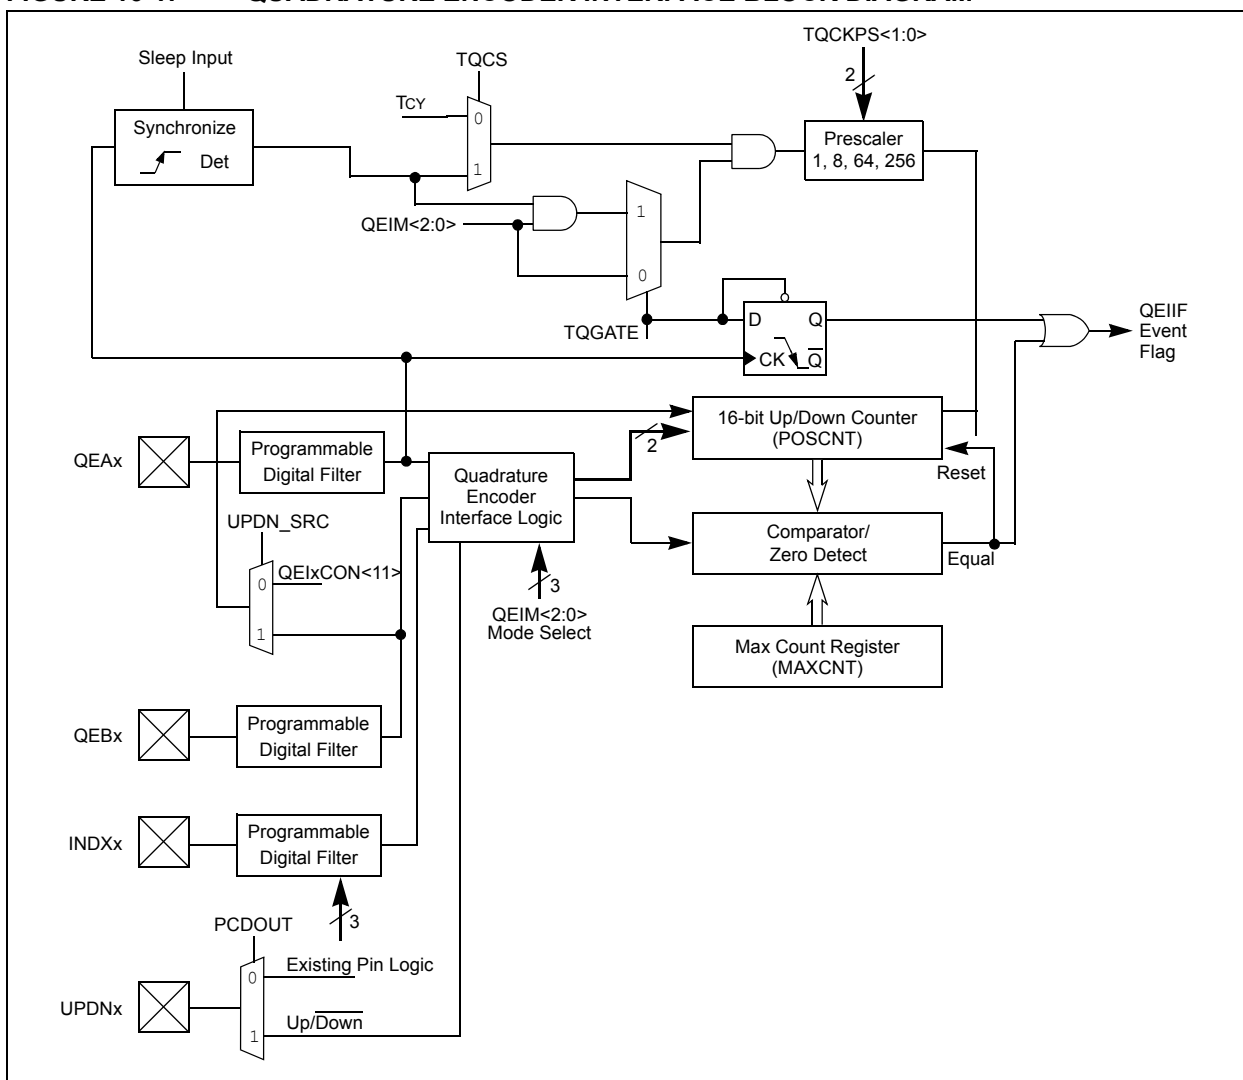 TQCKPS<1:0>
Sleep Input
TQCS
2
TCY
0
Synchronize
Det
1
Prescaler
1, 8, 64, 256
QEIM<2:0>
1
0
TQGATE
D
Q
CK
Q
QEIIF
Event
Flag
16-bit Up/Down Counter
(POSCNT)
2
Reset
QEAx
Programmable
Digital Filter
Quadrature
Encoder
Interface Logic
UPDN_SRC
0
QEIxCON<11>
1
Comparator/
Zero Detect
Equal
3
QEIM<2:0>
Mode Select
Max Count Register
(MAXCNT)
QEBx
Programmable
Digital Filter
INDXx
Programmable
Digital Filter
3
PCDOUT
0
Existing Pin Logic
UPDNx
1
Up/Down